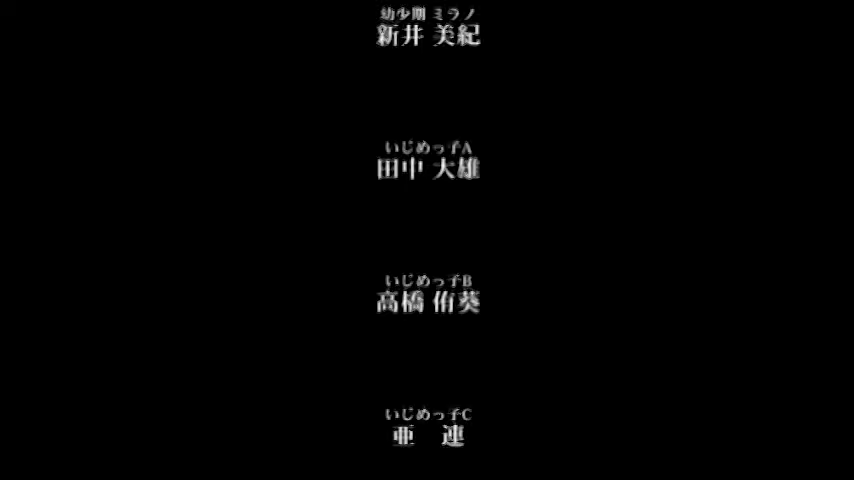 幼少期 ミラノ
新井 美紀
いじめっ子A
田中 大雄
いじめっ子B
高橋 侑葵
いじめっ子C
亜 連